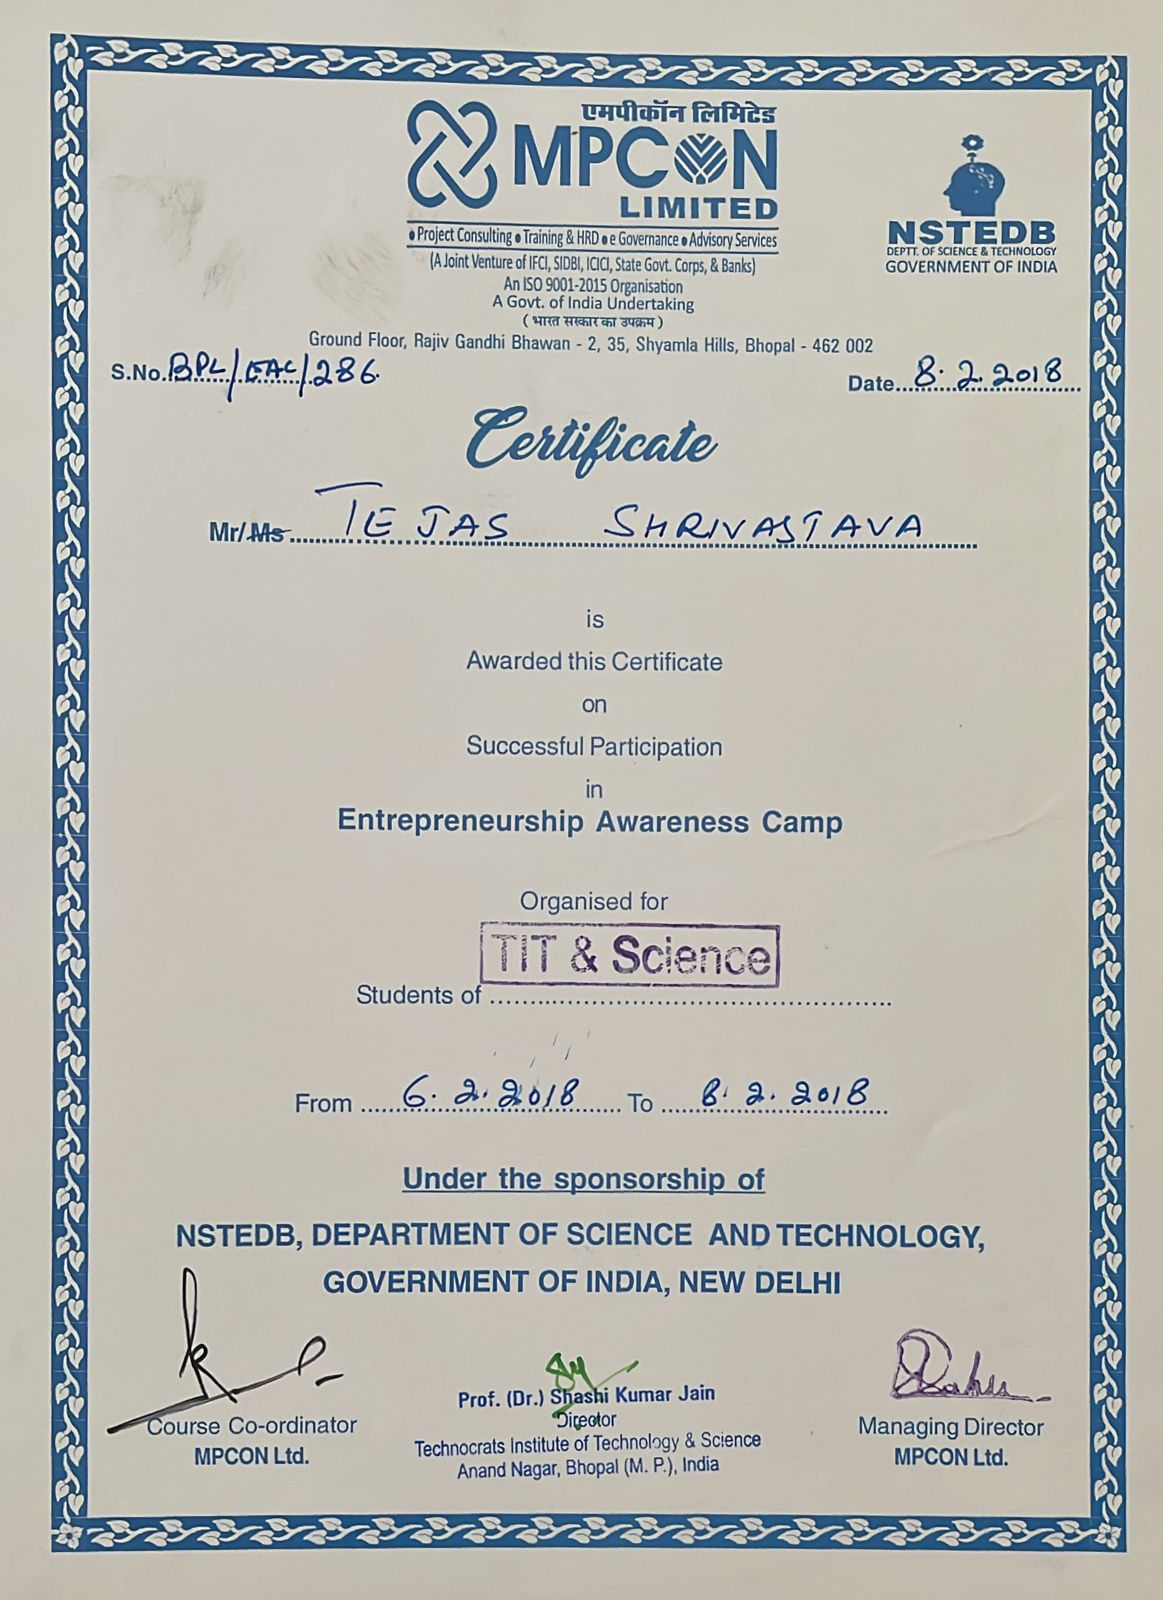 एमपीकॉन लिमिटेड
MPCON
LIMITED
• Project Consulting • Training & HRD • e Governance • Advisory Services
(A Joint Venture of IFCI, SIDBI, ICICI, State Govt. Corps, & Banks)
An ISO 9001-2015 Organisation
A Govt. of India Undertaking
( भारत सरकार का उपक्रम )
Ground Floor, Rajiv Gandhi Bhawan - 2, 35, Shyamla Hills, Bhopal - 462 002
NSTEDB
DEPTT. OF SCIENCE & TECHNOLOGY
GOVERNMENT OF INDIA
S.No. BPL/EAC/286
Date... 8.2.2018
Certificate
Mr/Ms TEJAS SHRIVASTAVA
is
Awarded this Certificate
on
Successful Participation
in
Entrepreneurship Awareness Camp
Organised for
TIT & Science
Students of
From 6.2.2018 To 8.2.2018
Under the sponsorship of
NSTEDB, DEPARTMENT OF SCIENCE AND TECHNOLOGY,
GOVERNMENT OF INDIA, NEW DELHI
Course Co-ordinator
MPCON Ltd.
Prof. (Dr.) Shashi Kumar Jain
Director
Technocrats Institute of Technology & Science
Anand Nagar, Bhopal (M. P.), India
Managing Director
MPCON Ltd.